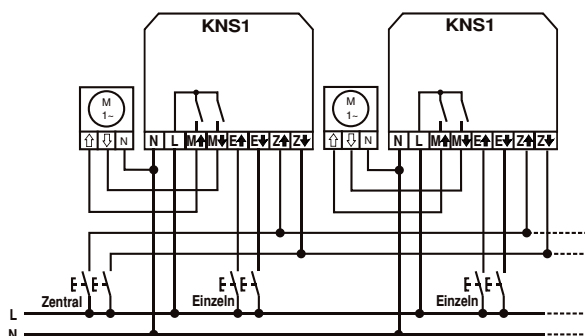 KNS1
KNS1
M
1~
M
1~
⇧ ⇩ N
N L M⬆ M⬇ E⬆ E⬇ Z⬆ Z⬇
⇧ ⇩ N
N L M⬆ M⬇ E⬆ E⬇ Z⬆ Z⬇
E E
Zentral
E E
Einzeln
E E
Einzeln
L
N